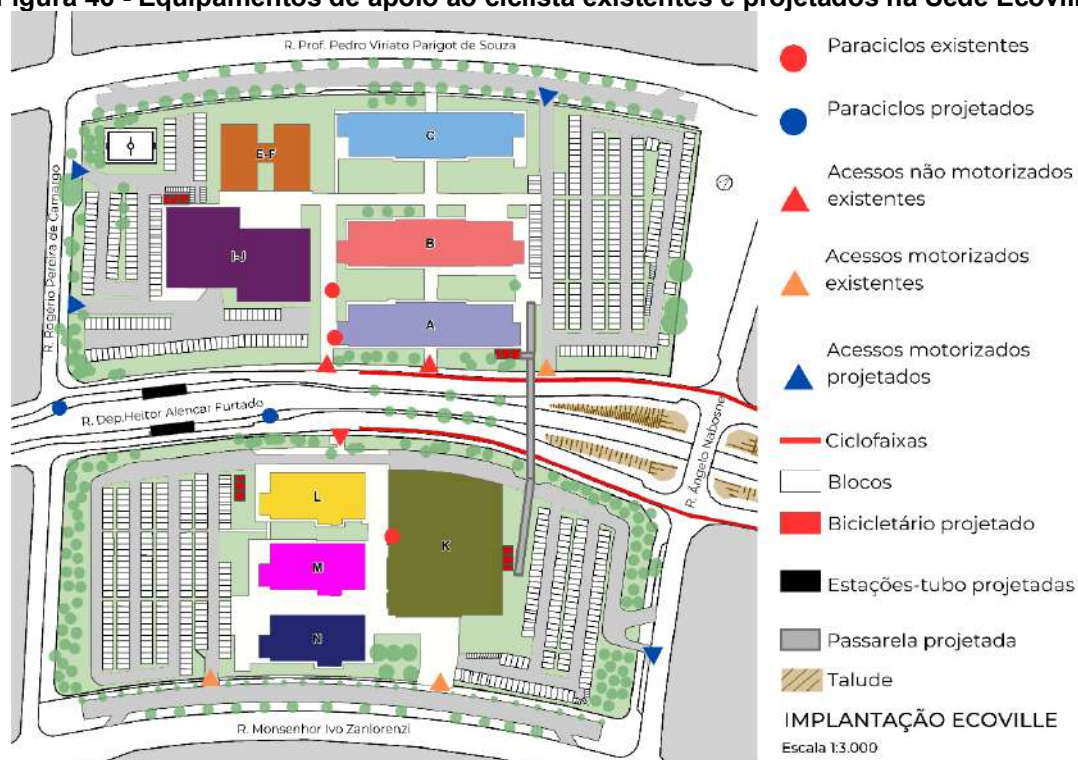 Figura 46 - Equipamentos de apoio ao ciclista existentes e projetados na Sede Ecoville
R. Prof. Pedro Viriato Parigot de Souza
C
E-F
R. Rogério Pereira de Camargo
B
I-J
A
R. Dep.Heitor Alencar Furtado
R. Ângelo Nabosne
L
K
M
N
R. Monsenhor Ivo Zanlorenzi
Paraciclos existentes
Paraciclos projetados
Acessos não motorizados
existentes
Acessos motorizados
existentes
Acessos motorizados
projetados
Ciclofaixas
Blocos
Bicicletário projetado
Estações-tubo projetadas
Passarela projetada
Talude
IMPLANTAÇÃO ECOVILLE
Escala 1:3.000